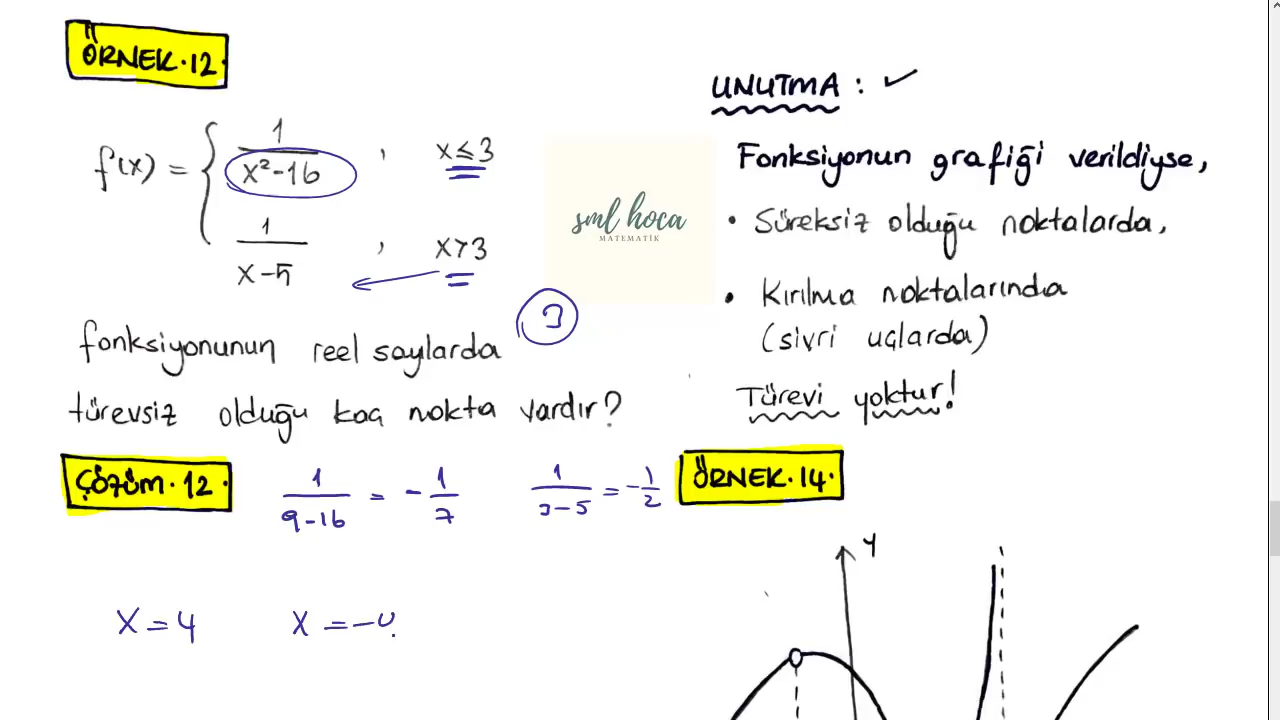 ÖRNEK.12.
f(x) = { 1/(x²-16) , x≤3
1/(x-5) , x>3
3
fonksiyonunun reel saylarda
türevsiz olduğu kaç nokta vardır?
ÇÖZÜM.12.
1/(9-16) = -1/7
1/(3-5) = -1/2
X=4 X=-4
sml hoca
MATEMATİK
UNUTMA : ✓
Fonksiyonun grafiği verildiyse,
• Süreksiz olduğu noktalarda,
• Kırılma noktalarında
(sivri uçlarda)
Türevi yoktur!
ÖRNEK.14.
y